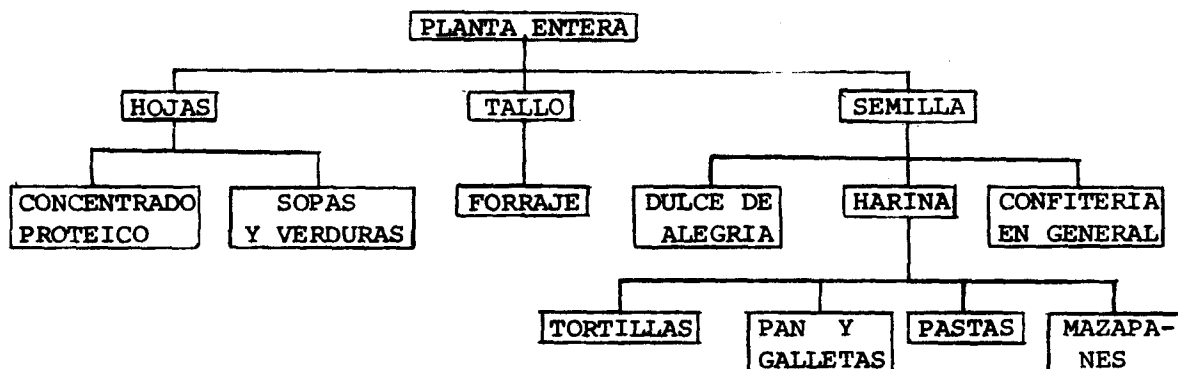 PLANTA ENTERA
HOJAS
TALLO
SEMILLA
CONCENTRADO
PROTEICO
SOPAS
Y VERDURAS
FORRAJE
DULCE DE
ALEGRIA
HARINA
CONFITERIA
EN GENERAL
TORTILLAS
PAN Y
GALLETAS
PASTAS
MAZAPA-
NES